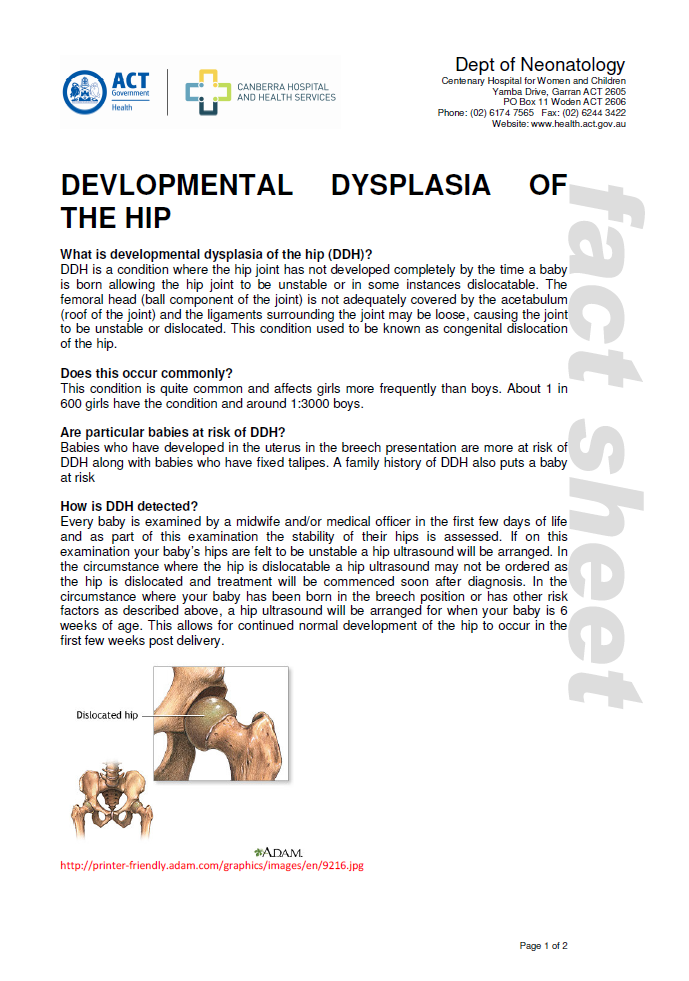 ACT
Government
Health
CANBERRA HOSPITAL
AND HEALTH SERVICES
Dept of Neonatology
Centenary Hospital for Women and Children
Yamba Drive, Garran ACT 2605
PO Box 11 Woden ACT 2606
Phone: (02) 6174 7565   Fax: (02) 6244 3422
Website: www.health.act.gov.au
DEVLOPMENTAL DYSPLASIA OF
THE HIP
What is developmental dysplasia of the hip (DDH)?
DDH is a condition where the hip joint has not developed completely by the time a baby
is born allowing the hip joint to be unstable or in some instances dislocatable. The
femoral head (ball component of the joint) is not adequately covered by the acetabulum
(roof of the joint) and the ligaments surrounding the joint may be loose, causing the joint
to be unstable or dislocated. This condition used to be known as congenital dislocation
of the hip.
Does this occur commonly?
This condition is quite common and affects girls more frequently than boys. About 1 in
600 girls have the condition and around 1:3000 boys.
Are particular babies at risk of DDH?
Babies who have developed in the uterus in the breech presentation are more at risk of
DDH along with babies who have fixed talipes. A family history of DDH also puts a baby
at risk
How is DDH detected?
Every baby is examined by a midwife and/or medical officer in the first few days of life
and as part of this examination the stability of their hips is assessed. If on this
examination your baby's hips are felt to be unstable a hip ultrasound will be arranged. In
the circumstance where the hip is dislocatable a hip ultrasound may not be ordered as
the hip is dislocated and treatment will be commenced soon after diagnosis. In the
circumstance where your baby has been born in the breech position or has other risk
factors as described above, a hip ultrasound will be arranged for when your baby is 6
weeks of age. This allows for continued normal development of the hip to occur in the
first few weeks post delivery.
fact sheet
Dislocated hip
ADAM.
http://printer-friendly.adam.com/graphics/images/en/9216.jpg
Page 1 of 2